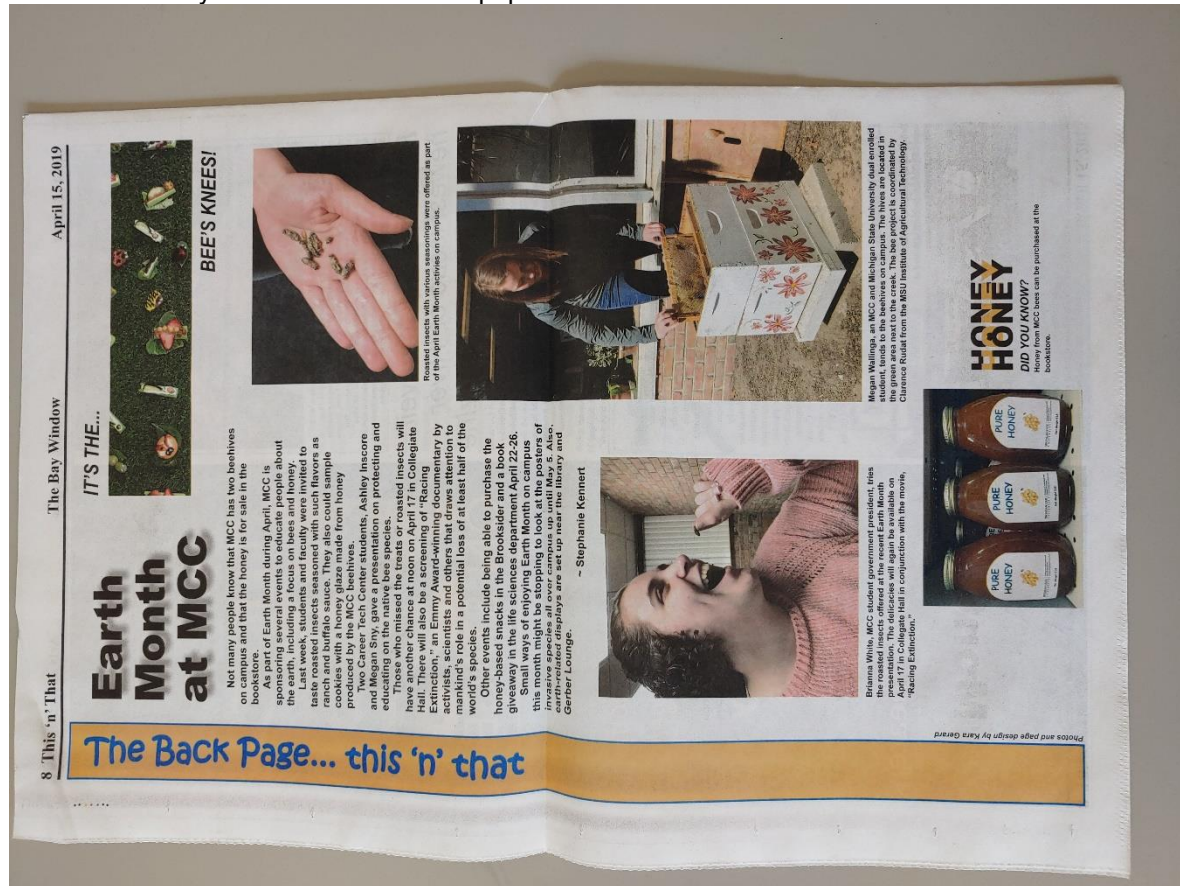 8 This 'n' That The Bay Window April 15, 2019
The Back Page... this 'n' that
IT'S THE...
BEE'S KNEES!
Earth
Month
at MCC
Not many people know that MCC has two beehives
on campus and that the honey is for sale in the
bookstore.
As part of Earth Month during April, MCC is
sponsoring several events to educate people about
the earth, including a focus on bees and honey.
Last week, students and faculty were invited to
taste roasted insects seasoned with such flavors as
ranch and buffalo sauce. They also could sample
cookies with a honey glaze made from honey
produced by the MCC beehives.
Two Career Tech Center students, Ashley Inscore
and Megan Sny, gave a presentation on protecting and
educating on the native bee species.
Those who missed the treats or roasted insects will
have another chance at noon on April 17 in Collegiate
Hall. There will also be a screening of "Racing
Extinction," an Emmy Award-winning documentary by
activists, scientists and others that draws attention to
mankind's role in a potential loss of at least half of the
world's species.
Other events include being able to purchase the
honey-based snacks in the Brooksider and a book
giveaway in the life sciences department April 22-26.
Small ways of enjoying Earth Month on campus
this month might be stopping to look at the posters of
invasive species all over campus up until May 5. Also,
earth-related displays are set up near the library and
Gerber Lounge.
~ Stephanie Kennert
Roasted insects with various seasonings were offered as part
of the April Earth Month activies on campus.
Megan Wallinga, an MCC and Michigan State University dual enrolled
student, tends to the beehives on campus. The hives are located in
the green area next to the creek. The bee project is coordinated by
Clarence Rudat from the MSU Institute of Agricultural Technology.
Brianna White, MCC student government president, tries
the roasted insects offered at the recent Earth Month
presentation. The delicacies will again be available on
April 17 in Collegate Hall in conjunction with the movie,
"Racing Extinction."
PURE
HONEY
PURE
HONEY
PURE
HONEY
HONEY
HONEY
DID YOU KNOW?
Honey from MCC bees can be purchased at the
bookstore.
Photos and page design by Kara Gerard